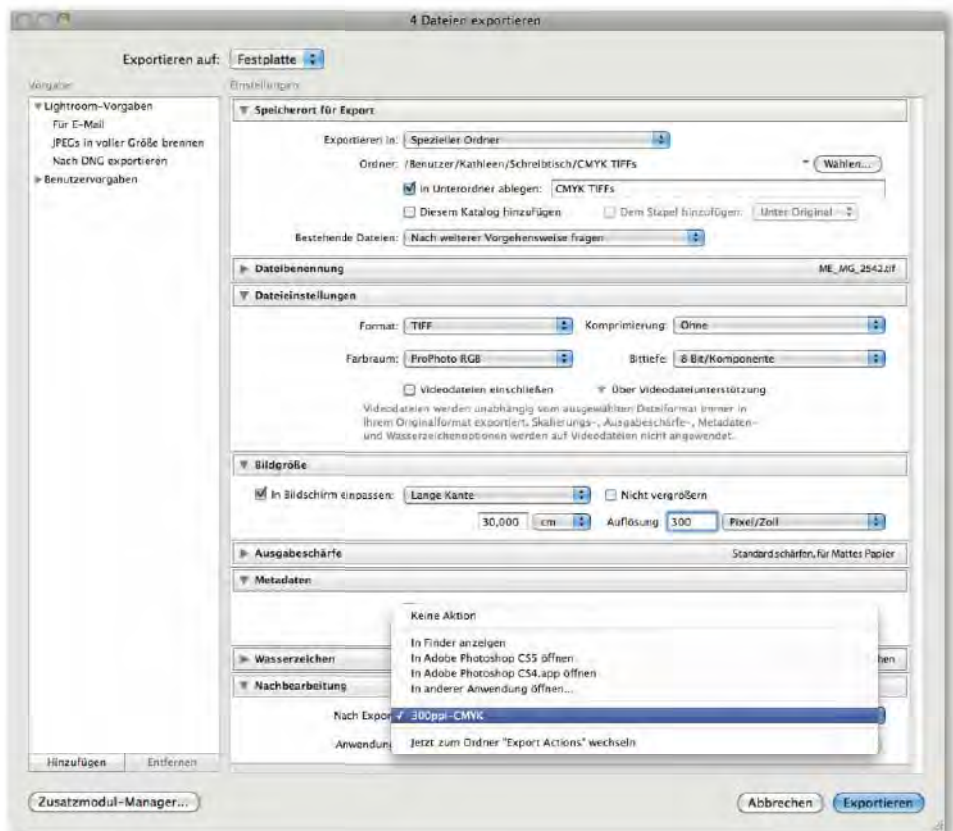 4 Dateien exportieren
Exportieren auf: Festplatte
Vorgabe: Einstellungen:
Lightroom-Vorgaben
Für E-Mail
JPEGs in voller Größe brennen
Nach DNG exportieren
Benutzervorgaben
Speicherort für Export
Exportieren in: Spezieller Ordner
Ordner: /Benutzer/Kathleen/Schreibtisch/CMYK TIFFs Wählen...
In Unterordner ablegen: CMYK TIFFs
Diesem Katalog hinzufügen Dem Stapel hinzufügen: Unter Original
Bestehende Dateien: Nach weiterer Vorgehensweise fragen
Dateibenennung ME_MG_2542.tif
Dateieinstellungen
Format: TIFF Komprimierung: Ohne
Farbraum: ProPhoto RGB Bittiefe: 8 Bit/Komponente
Videodateien einschließen Über Videodateiunterstützung
Videodateien werden unabhängig vom ausgewählten Dateiformat immer in
ihrem Originalformat exportiert. Skalierungs-, Ausgabeschärfe-, Metadaten-
und Wasserzeichenoptionen werden auf Videodateien nicht angewendet.
Bildgröße
In Bildschirm einpassen: Lange Kante Nicht vergrößern
30,000 cm Auflösung 300 Pixel/Zoll
Ausgabeschärfe Standard schärfen, für Mattes Papier
Metadaten
Keine Aktion
In Finder anzeigen
In Adobe Photoshop CS5 öffnen
Wasserzeichen hen
In Adobe Photoshop CS4.app öffnen
In anderer Anwendung öffnen...
Nachbearbeitung
Nach Expor ✓ 300ppi-CMYK
Anwendung Jetzt zum Ordner "Export Actions" wechseln
Hinzufügen Entfernen
Zusatzmodul-Manager... Abbrechen Exportieren